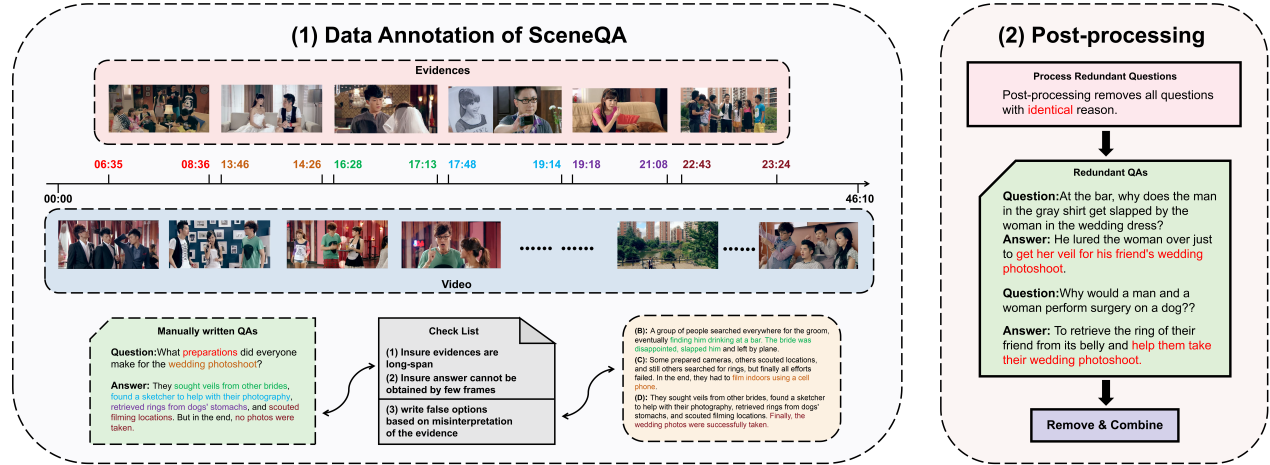 (1) Data Annotation of SceneQA
Evidences
06:35 08:36 13:46 14:26 16:28 17:13 17:48 19:14 19:18 21:08 22:43 23:24
00:00 46:10
Video
Manually written QAs
Question:What preparations did everyone
make for the wedding photoshoot?
Answer: They sought veils from other brides,
found a sketcher to help with their photography,
retrieved rings from dogs' stomachs, and scouted
filming locations. But in the end, no photos were
taken.
Check List
(1) Insure evidences are
long-span
(2) Insure answer cannot be
obtained by few frames
(3) write false options
based on misinterpretation
of the evidence
(B): A group of people searched everywhere for the groom,
eventually finding him drinking at a bar. The bride was
disappointed, slapped him and left by plane.
(C): Some prepared cameras, others scouted locations,
and still others searched for rings, but finally all efforts
failed. In the end, they had to film indoors using a cell
phone.
(D): They sought veils from other brides, found a sketcher
to help with their photography, retrieved rings from dogs'
stomachs, and scouted filming locations. Finally, the
wedding photos were successfully taken.
(2) Post-processing
Process Redundant Questions
Post-processing removes all questions
with identical reason.
Redundant QAs
Question:At the bar, why does the man
in the gray shirt get slapped by the
woman in the wedding dress?
Answer: He lured the woman over just
to get her veil for his friend's wedding
photoshoot.
Question:Why would a man and a
woman perform surgery on a dog??
Answer: To retrieve the ring of their
friend from its belly and help them take
their wedding photoshoot.
Remove & Combine